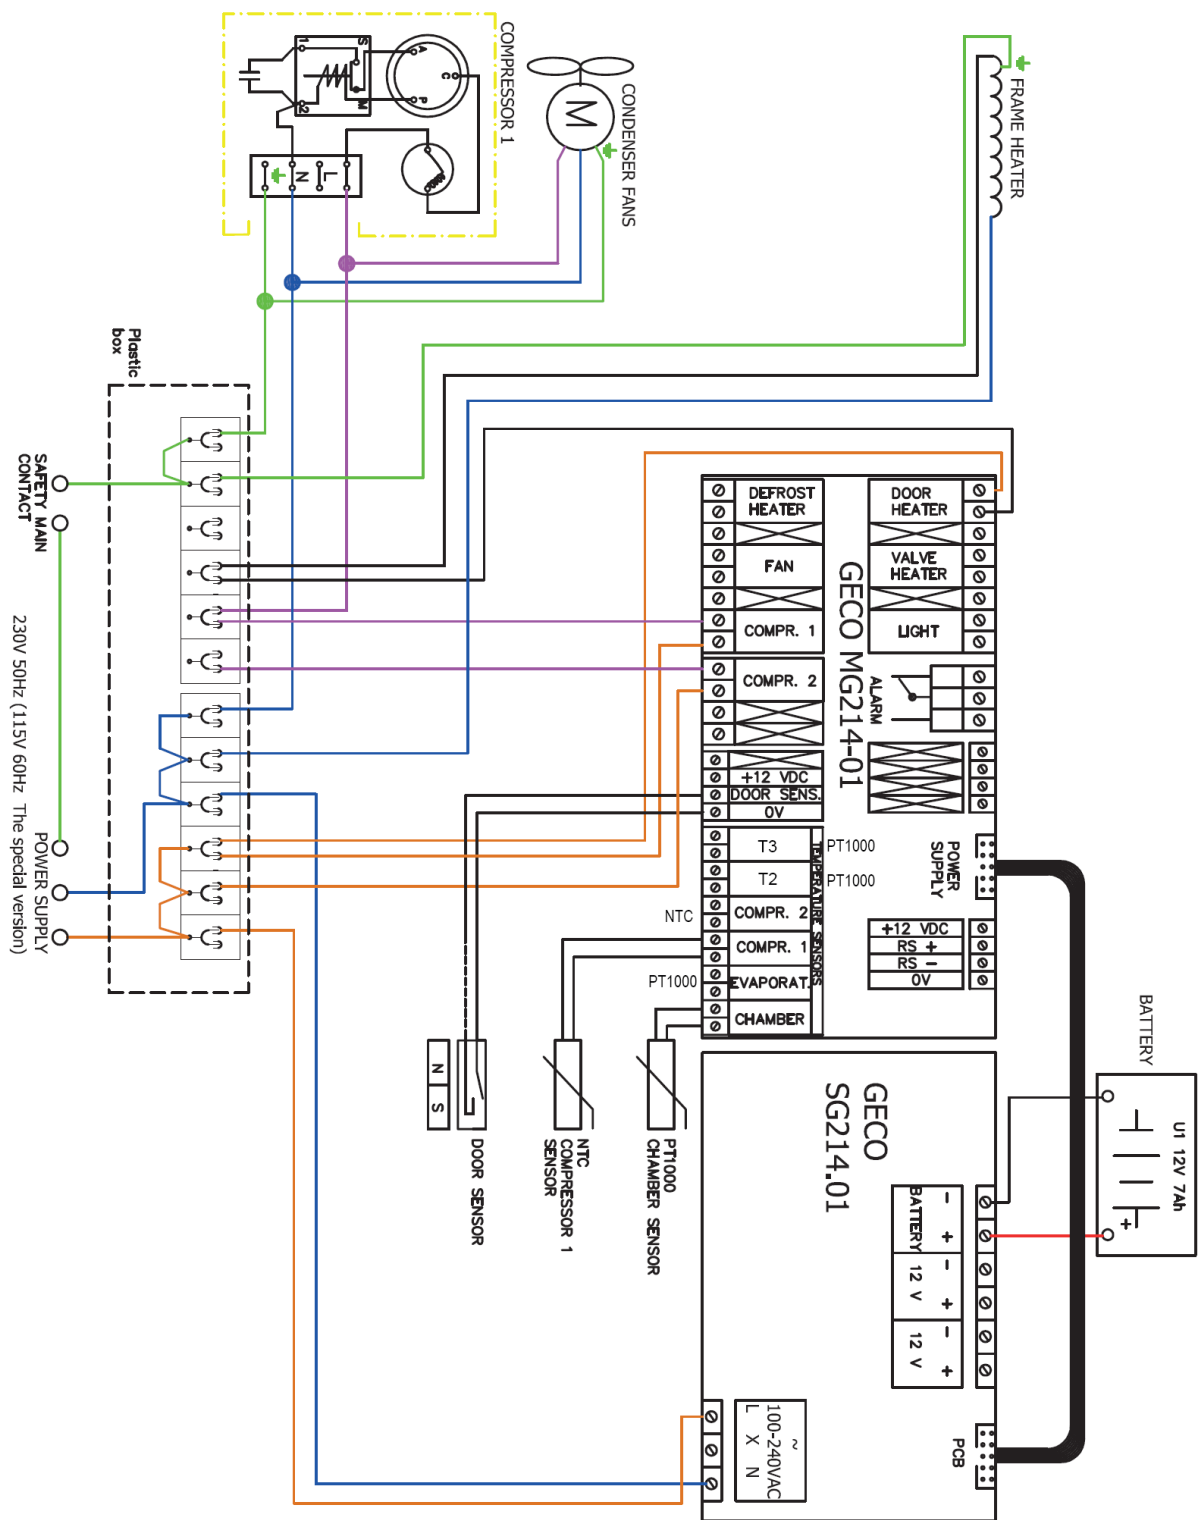 COMPRESSOR 1
S
1
M
2
A
C
P
N
L
M
CONDENSER FANS
FRAME HEATER
Plastic
box
SAFETY MAIN
CONTACT
230V 50Hz (115V 60Hz The special version)
POWER SUPPLY
GECO MG214-01
DEFROST
HEATER
FAN
COMPR. 1
COMPR. 2
+12 VDC
DOOR SENS.
0V
T3
T2
COMPR. 2
COMPR. 1
EVAPORAT.
CHAMBER
TEMPERATURE SENSORS
PT1000
PT1000
NTC
PT1000
DOOR
HEATER
VALVE
HEATER
LIGHT
ALARM
POWER
SUPPLY
+12 VDC
RS +
RS -
0V
BATTERY
U1 12V 7Ah
+
N
S
DOOR SENSOR
NTC
COMPRESSOR 1
SENSOR
PT1000
CHAMBER SENSOR
GECO
SG214.01
BATTERY
- +
12 V
- +
12 V
- +
~
100-240VAC
L X N
PCB